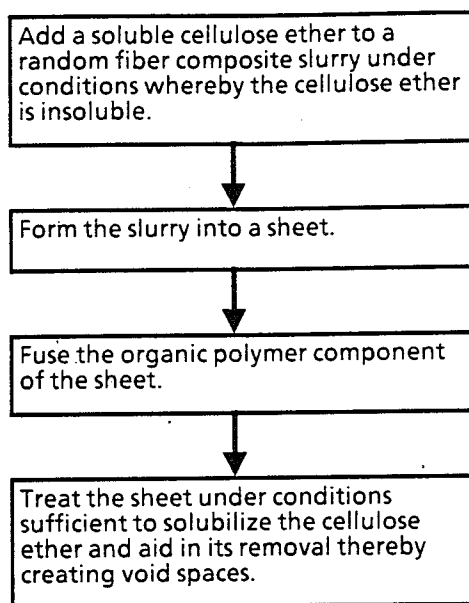 Add a soluble cellulose ether to a
random fiber composite slurry under
conditions whereby the cellulose ether
is insoluble.
Form the slurry into a sheet.
Fuse the organic polymer component
of the sheet.
Treat the sheet under conditions
sufficient to solubilize the cellulose
ether and aid in its removal thereby
creating void spaces.